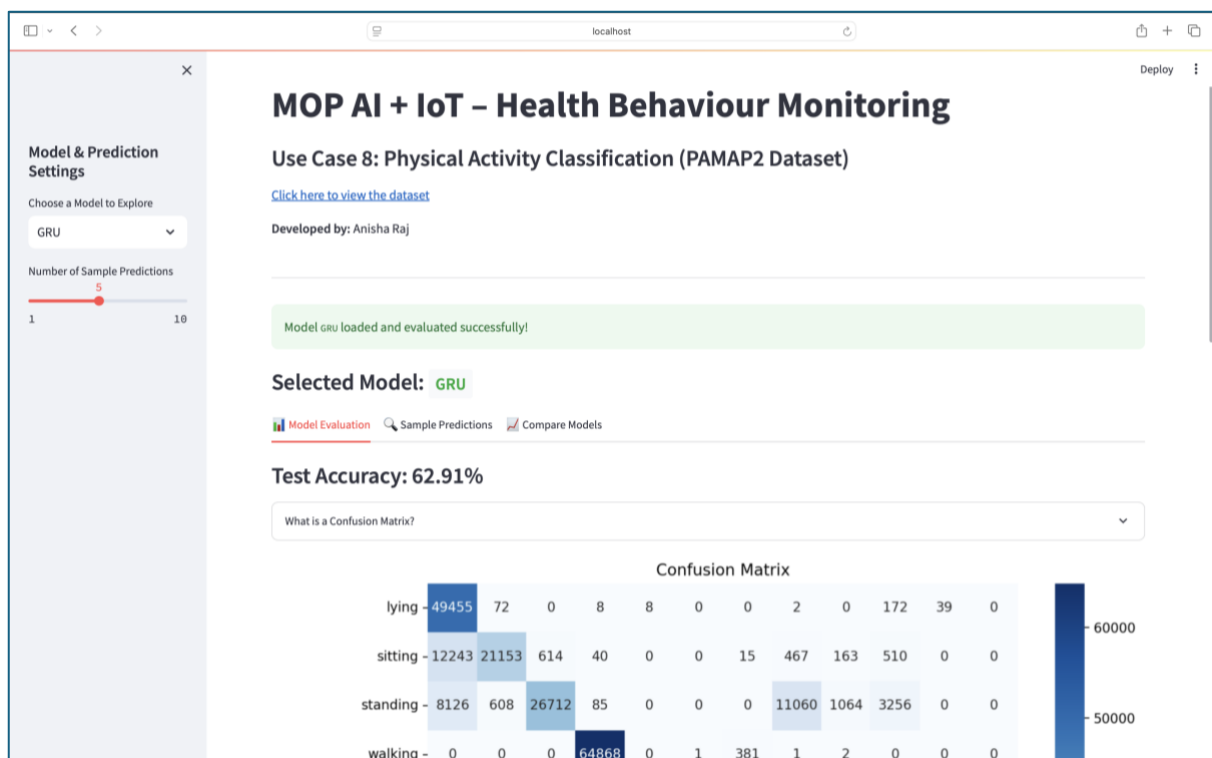 localhost
Deploy
MOP AI + IoT – Health Behaviour Monitoring
Use Case 8: Physical Activity Classification (PAMAP2 Dataset)
Click here to view the dataset
Developed by: Anisha Raj
Model & Prediction
Settings
Choose a Model to Explore
GRU
Number of Sample Predictions
5
1 10
Model GRU loaded and evaluated successfully!
Selected Model: GRU
Model Evaluation Sample Predictions Compare Models
Test Accuracy: 62.91%
What is a Confusion Matrix?
Confusion Matrix
lying 49455 72 0 8 8 0 0 2 0 172 39 0
60000
sitting 12243 21153 614 40 0 0 15 467 163 510 0 0
standing 8126 608 26712 85 0 0 0 11060 1064 3256 0 0
50000
walking 0 0 0 64868 0 1 381 1 2 0 0 0